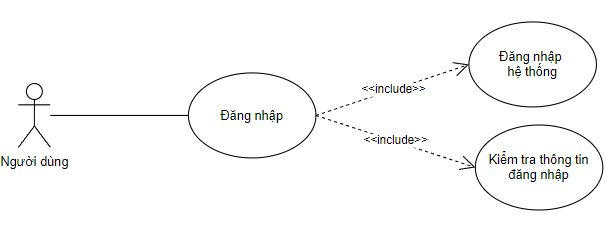 Đăng nhập
hệ thống
<<include>>
Đăng nhập
<<include>>
Người dùng
Kiểm tra thông tin
đăng nhập